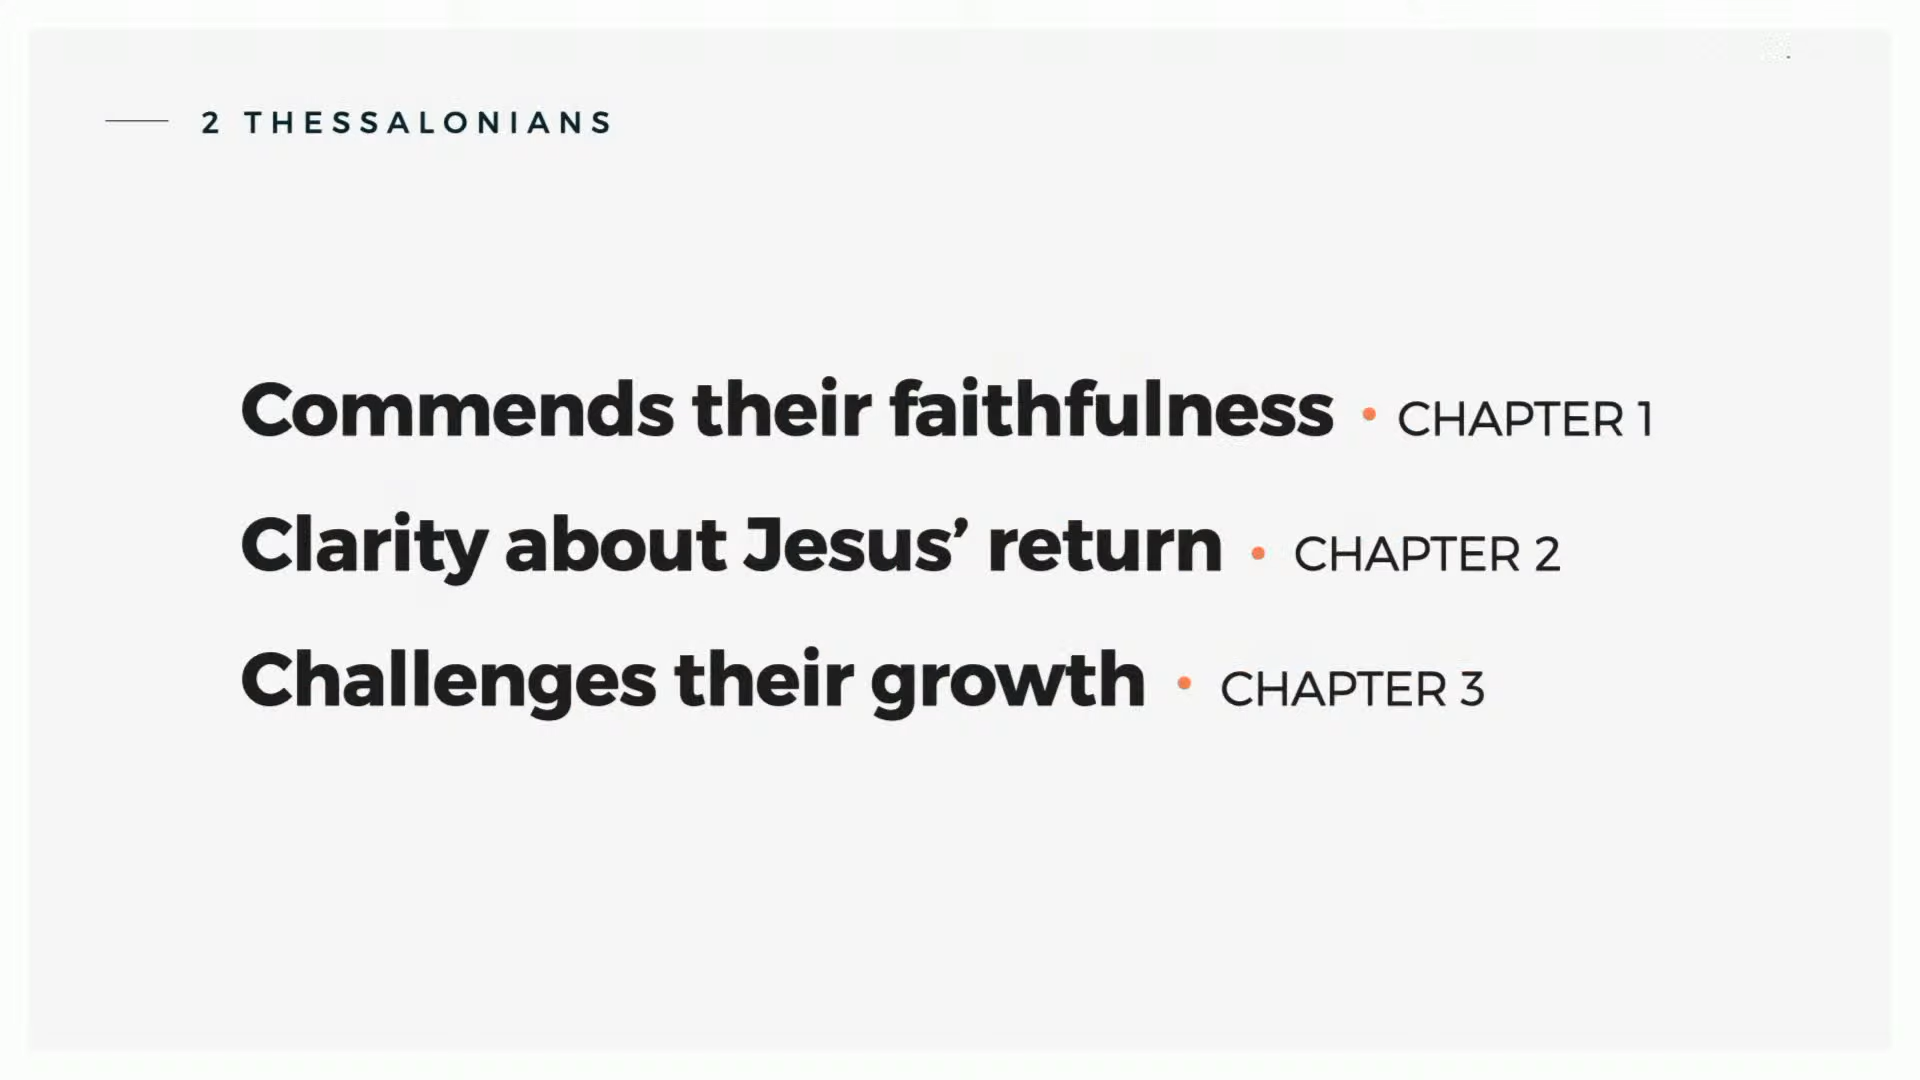 2 THESSALONIANS
Commends their faithfulness • CHAPTER 1
Clarity about Jesus’ return • CHAPTER 2
Challenges their growth • CHAPTER 3